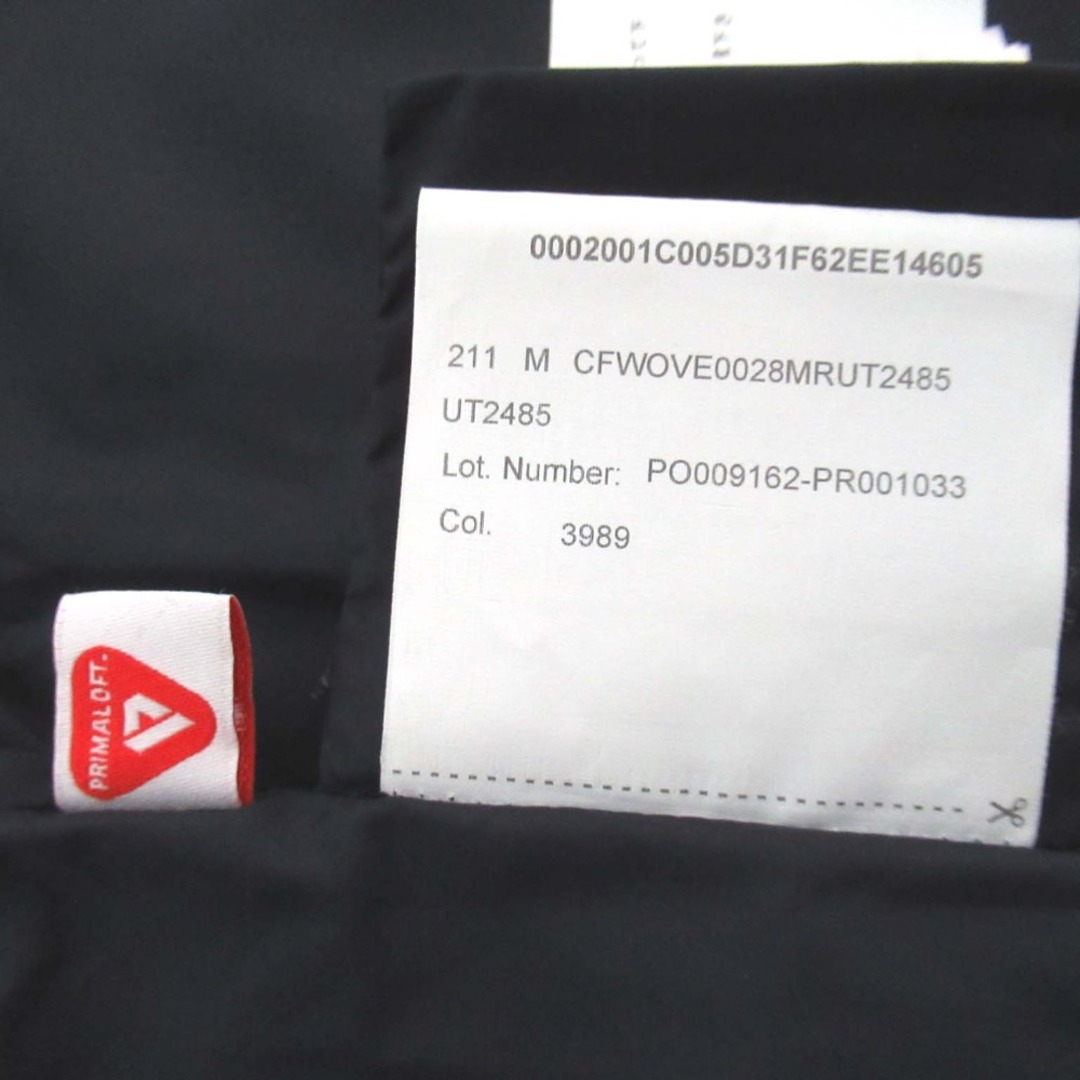 0002001C005D31F62EE14605
211 M CFWOVE0028MRUT2485
UT2485
Lot. Number: PO009162-PR001033
Col. 3989
PRIMALOFT.